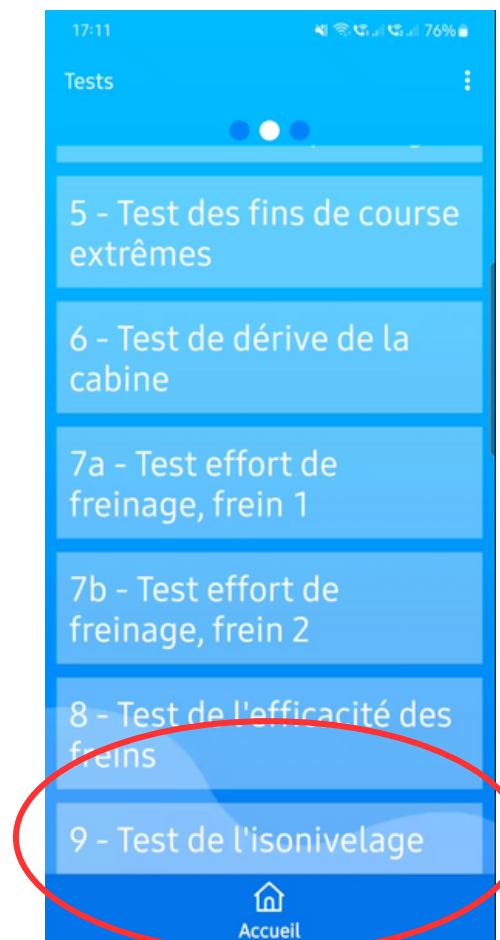 17:11 76%
Tests
5 - Test des fins de course
extrêmes
6 - Test de dérive de la
cabine
7a - Test effort de
freinage, frein 1
7b - Test effort de
freinage, frein 2
8 - Test de l'efficacité des
freins
9 - Test de l'isonivelage
Accueil